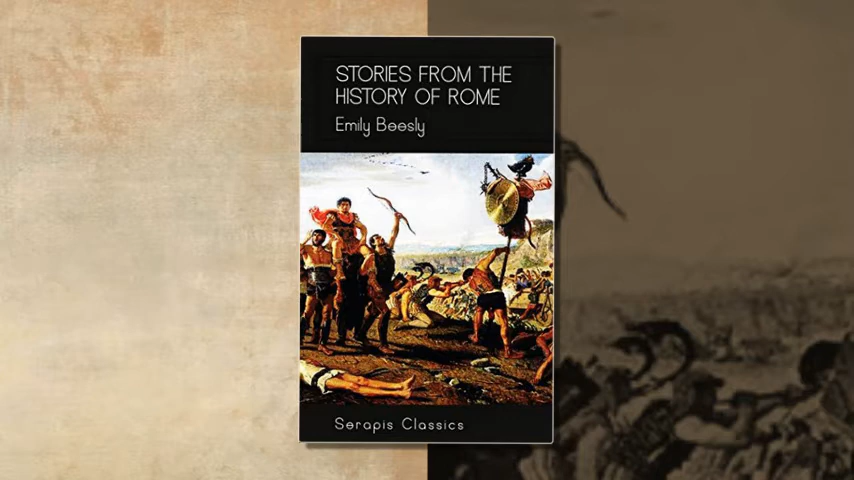 STORIES FROM THE
HISTORY OF ROME
Emily Beesly
Serapis Classics